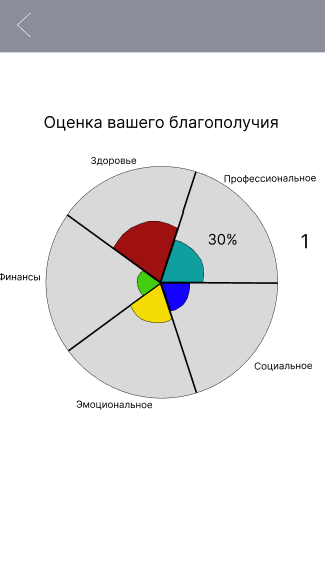 Оценка вашего благополучия
Здоровье
Профессиональное
30%
1
Финансы
Социальное
Эмоциональное